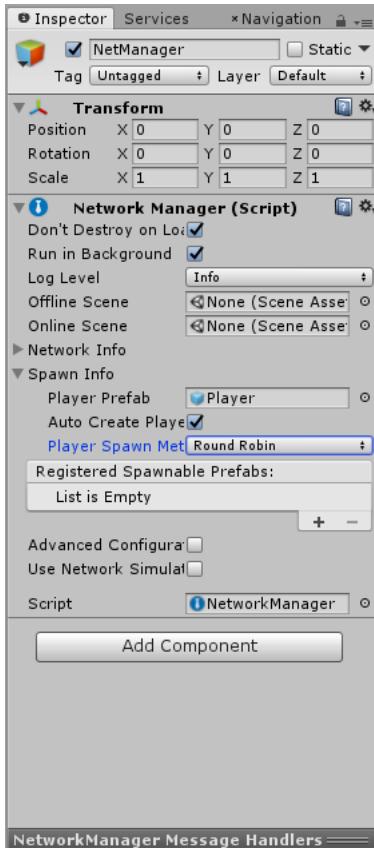 Inspector Services Navigation
NetManager Static
Tag Untagged Layer Default
Transform
Position X 0 Y 0 Z 0
Rotation X 0 Y 0 Z 0
Scale X 1 Y 1 Z 1
Network Manager (Script)
Don't Destroy on Loa
Run in Background
Log Level Info
Offline Scene None (Scene Asset
Online Scene None (Scene Asset
Network Info
Spawn Info
Player Prefab Player
Auto Create Playe
Player Spawn Met Round Robin
Registered Spawnable Prefabs:
List is Empty
+ −
Advanced Configura
Use Network Simulat
Script NetworkManager
Add Component
NetworkManager Message Handlers